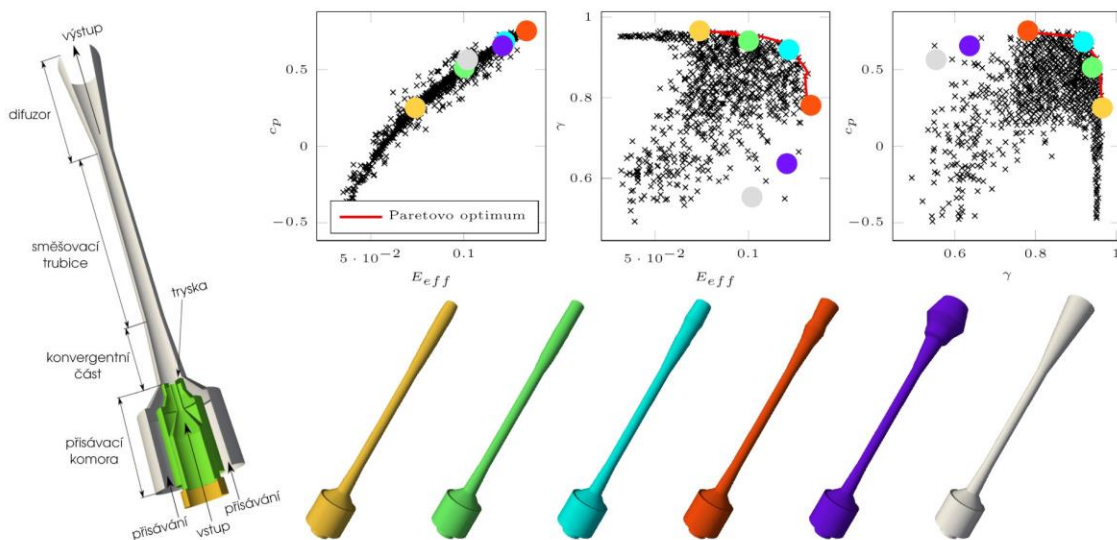 výstup
difuzor
směšovací
trubice
tryska
konvergentní
část
přisávací
komora
přisávání
vstup
přisávání
0.5
0
−0.5
c_p
5 · 10⁻²
0.1
E_eff
Paretovo optimum
1
0.8
0.6
γ
5 · 10⁻²
0.1
E_eff
0.5
0
−0.5
c_p
0.6
0.8
1
γ